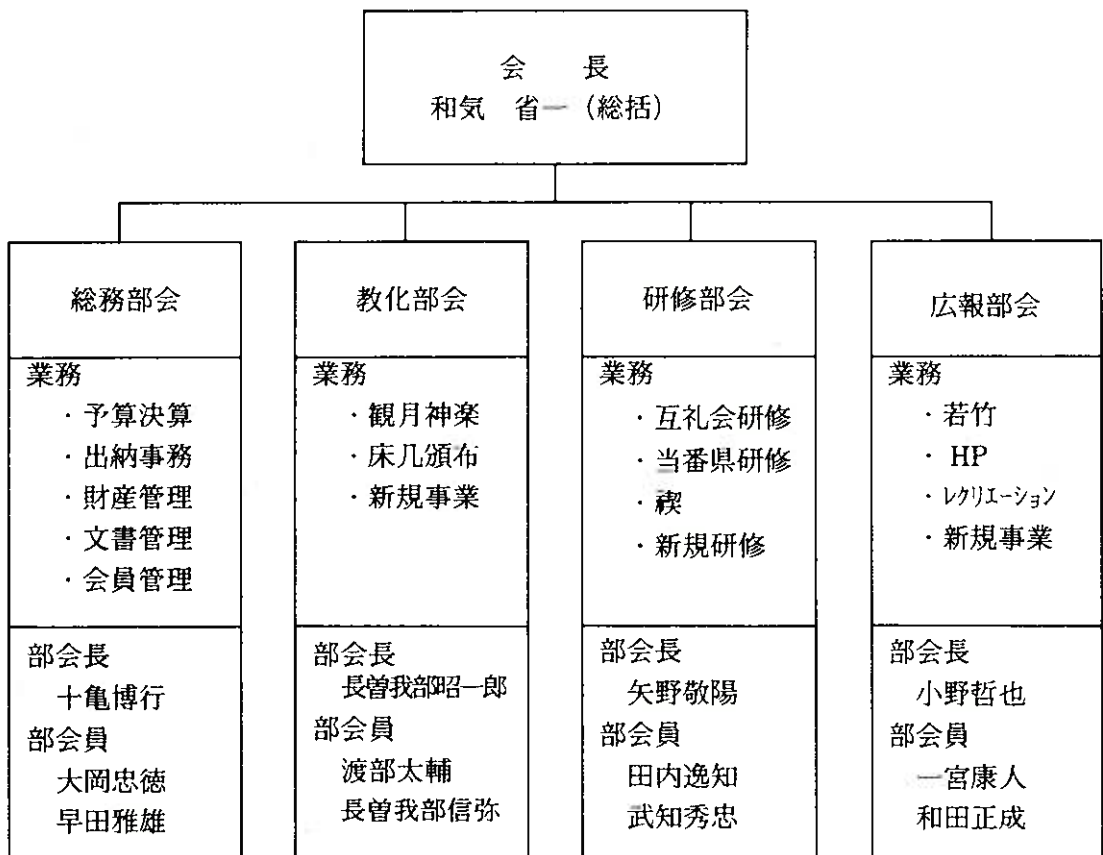 会　長
和気　省一（総括）
総務部会
業務
・予算決算
・出納事務
・財産管理
・文書管理
・会員管理
部会長
十亀博行
部会員
大岡忠徳
早田雅雄
教化部会
業務
・観月神楽
・床几頒布
・新規事業
部会長
長曽我部昭一郎
部会員
渡部太輔
長曽我部信弥
研修部会
業務
・互礼会研修
・当番県研修
・禊
・新規研修
部会長
矢野敬陽
部会員
田内逸知
武知秀忠
広報部会
業務
・若竹
・HP
・レクリエーション
・新規事業
部会長
小野哲也
部会員
一宮康人
和田正成